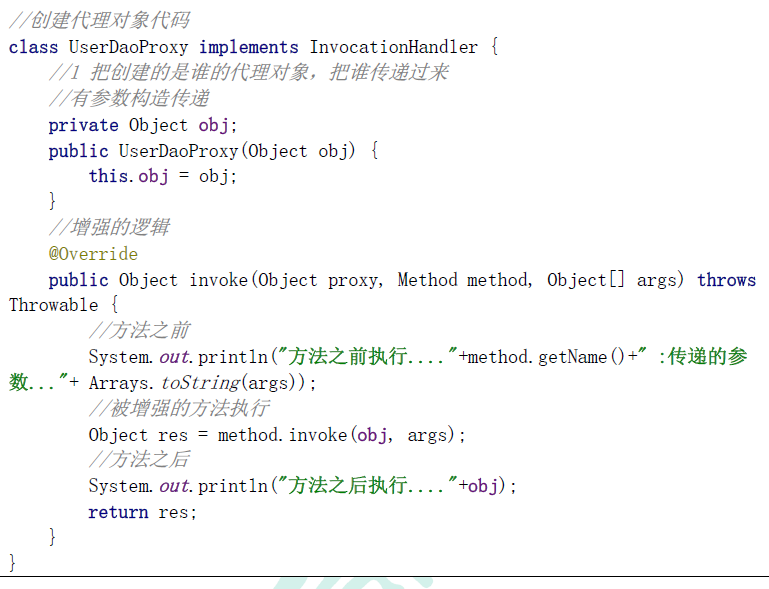 //创建代理对象代码
class UserDaoProxy implements InvocationHandler {
    //1 把创建的是谁的代理对象，把谁传递过来
    //有参数构造传递
    private Object obj;
    public UserDaoProxy(Object obj) {
        this.obj = obj;
    }
    //增强的逻辑
    @Override
    public Object invoke(Object proxy, Method method, Object[] args) throws
Throwable {
        //方法之前
        System.out.println("方法之前执行...."+method.getName()+" :传递的参
数..."+ Arrays.toString(args));
        //被增强的方法执行
        Object res = method.invoke(obj, args);
        //方法之后
        System.out.println("方法之后执行...."+obj);
        return res;
    }
}